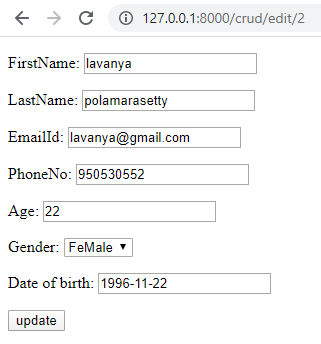 127.0.0.1:8000/crud/edit/2
FirstName: lavanya
LastName: polamarasetty
EmailId: lavanya@gmail.com
PhoneNo: 950530552
Age: 22
Gender: FeMale
Date of birth: 1996-11-22
update